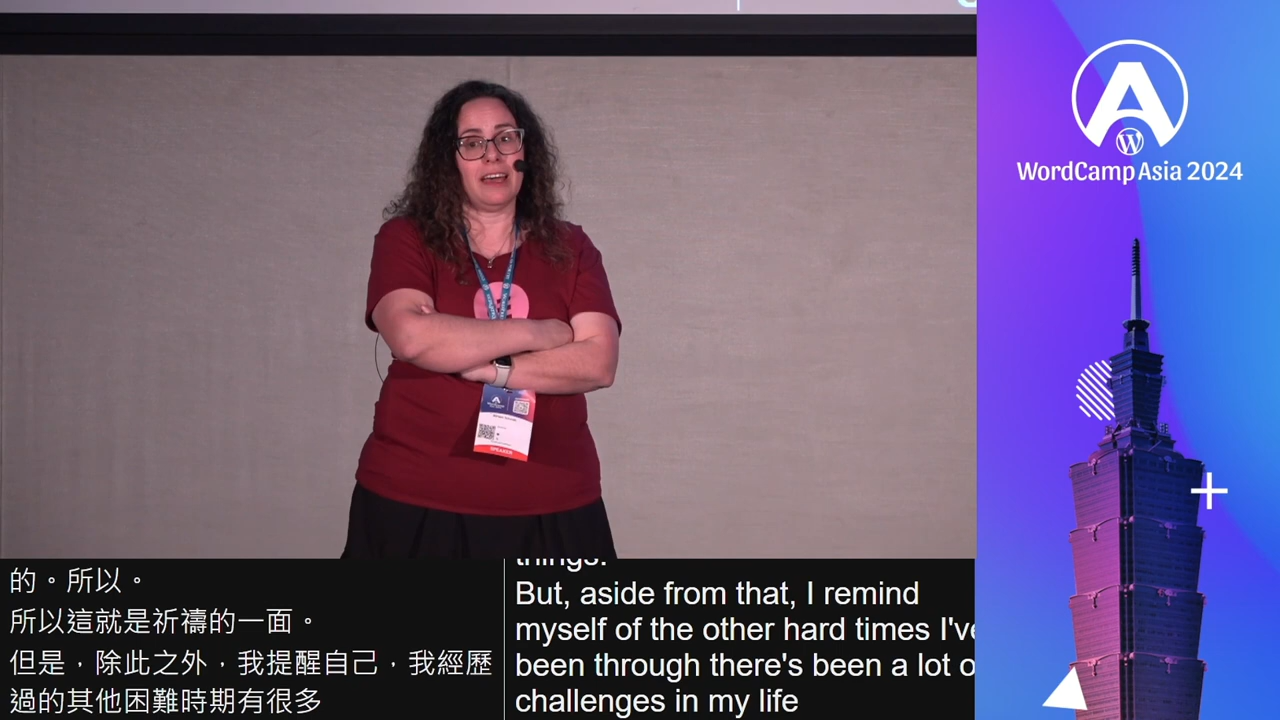 WordCamp Asia 2024
SPEAKER
的。所以。
所以這就是祈禱的一面。
但是，除此之外，我提醒自己，我經歷
過的其他困難時期有很多
things.
But, aside from that, I remind
myself of the other hard times I've
been through there's been a lot o
challenges in my life